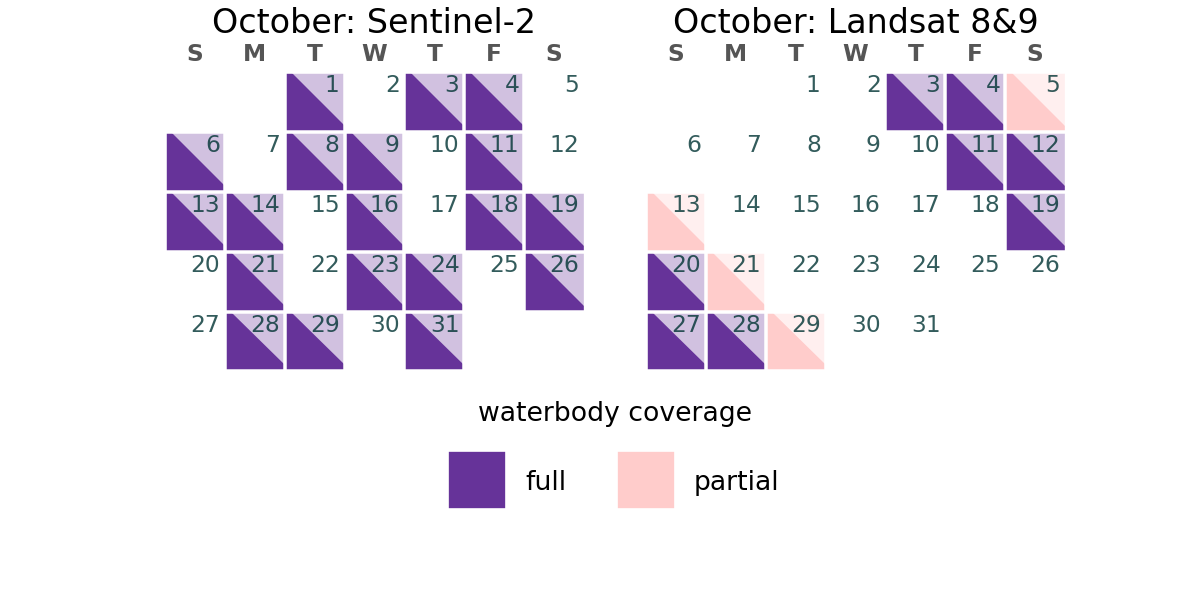 October: Sentinel-2
S M T W T F S
1 2 3 4 5
6 7 8 9 10 11 12
13 14 15 16 17 18 19
20 21 22 23 24 25 26
27 28 29 30 31
October: Landsat 8&9
S M T W T F S
1 2 3 4 5
6 7 8 9 10 11 12
13 14 15 16 17 18 19
20 21 22 23 24 25 26
27 28 29 30 31
waterbody coverage
full partial